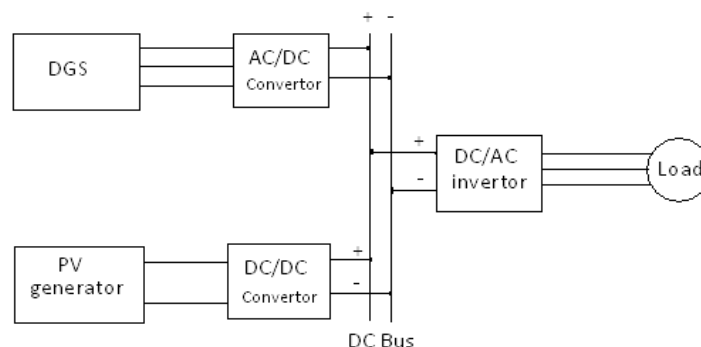 + -
DGS
AC/DC
Convertor
+
DC/AC
invertor
-
Load
PV
generator
DC/DC
Convertor
+
-
DC Bus